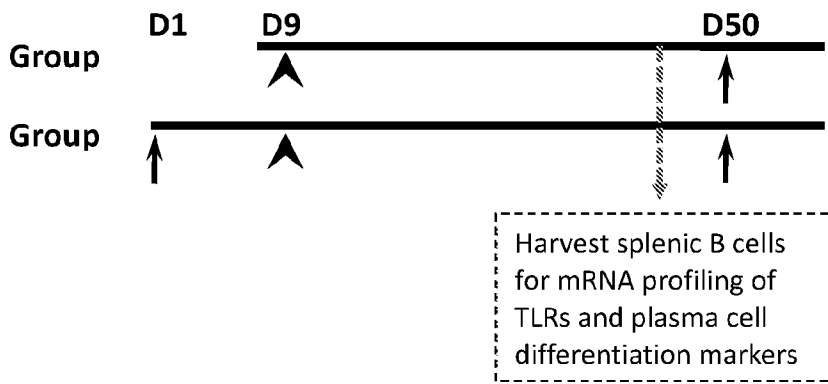 D1 D9 D50
Group
Group
Harvest splenic B cells
for mRNA profiling of
TLRs and plasma cell
differentiation markers